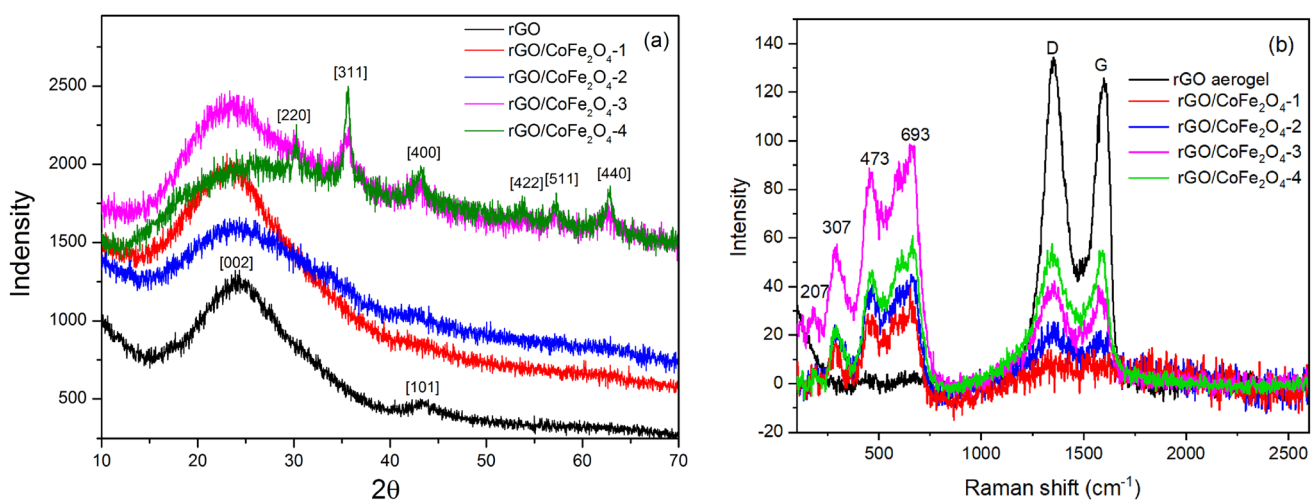 (a)
rGO
rGO/CoFe₂O₄-1
rGO/CoFe₂O₄-2
rGO/CoFe₂O₄-3
rGO/CoFe₂O₄-4
[311]
[220]
[400]
[422]
[511]
[440]
[002]
[101]
2500
2000
1500
1000
500
Indensity
10
20
30
40
50
60
70
2θ
(b)
D
G
rGO aerogel
rGO/CoFe₂O₄-1
rGO/CoFe₂O₄-2
rGO/CoFe₂O₄-3
rGO/CoFe₂O₄-4
693
473
307
207
140
120
100
80
60
40
20
0
-20
Intensity
500
1000
1500
2000
2500
Raman shift (cm⁻¹)